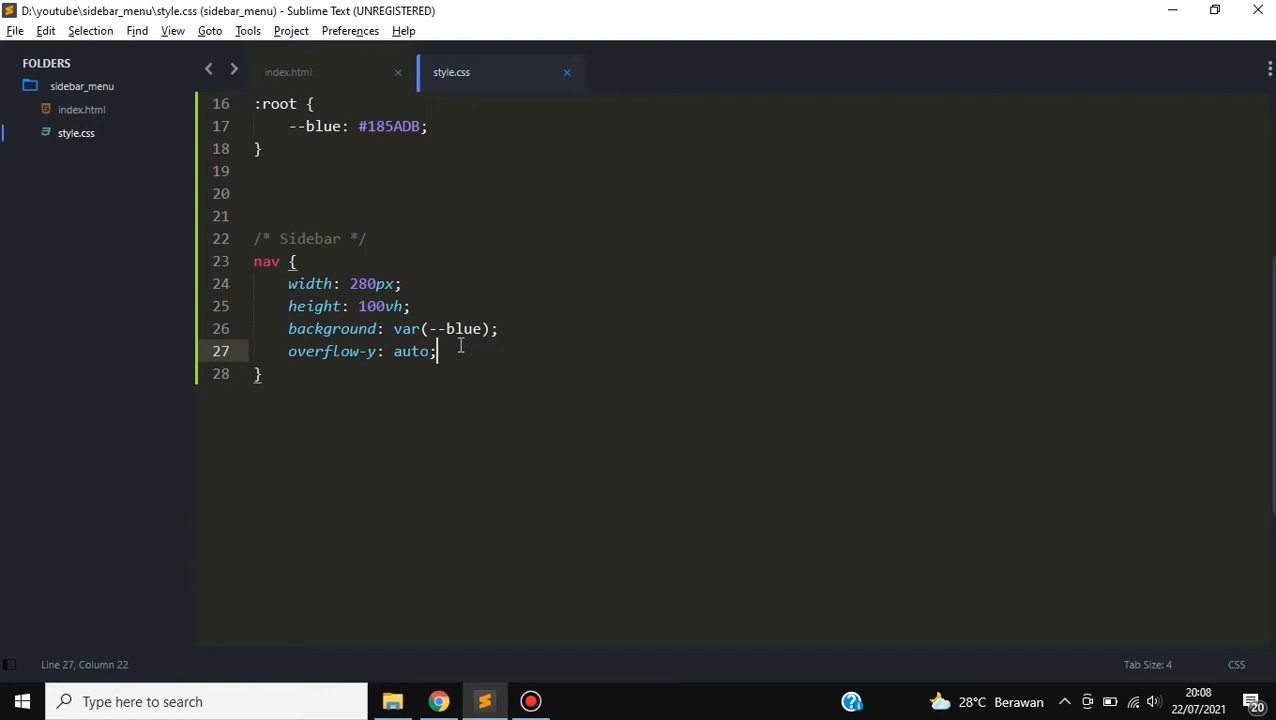 D:\youtube\sidebar_menu\style.css (sidebar_menu) - Sublime Text (UNREGISTERED)
File Edit Selection Find View Goto Tools Project Preferences Help
FOLDERS
sidebar_menu
index.html
style.css
index.html
style.css
16 :root {
17 --blue: #185ADB;
18 }
19
20
21
22 /* Sidebar */
23 nav {
24 width: 280px;
25 height: 100vh;
26 background: var(--blue);
27 overflow-y: auto;
28 }
Line 27, Column 22
Tab Size: 4
CSS
Type here to search
28°C Berawan
20:08
22/07/2021
20